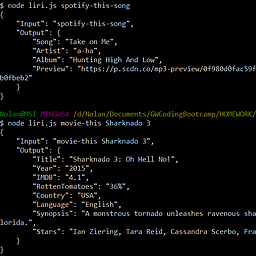 $ node liri.js spotify-this-song
{
"Input": "spotify-this-song",
"Output": {
"Song": "Take on Me",
"Artist": "a-ha",
"Album": "Hunting High And Low",
"Preview": "https://p.scdn.co/mp3-preview/0f980d0fac59f
b0fbeb2"
}
}
Nolan@MSI MINGW64 /d/Nolan/Documents/GWCodingBootcamp/HOMEWORK/
$ node liri.js movie-this Sharknado 3
{
"Input": "movie-this Sharknado 3",
"Output": {
"Title": "Sharknado 3: Oh Hell No!",
"Year": "2015",
"IMDB": "4.1",
"RottenTomatoes": "36%",
"Country": "USA",
"Language": "English",
"Synopsis": "A monstrous tornado unleashes ravenous sha
lorida.",
"Stars": "Ian Ziering, Tara Reid, Cassandra Scerbo, Fra
}
}